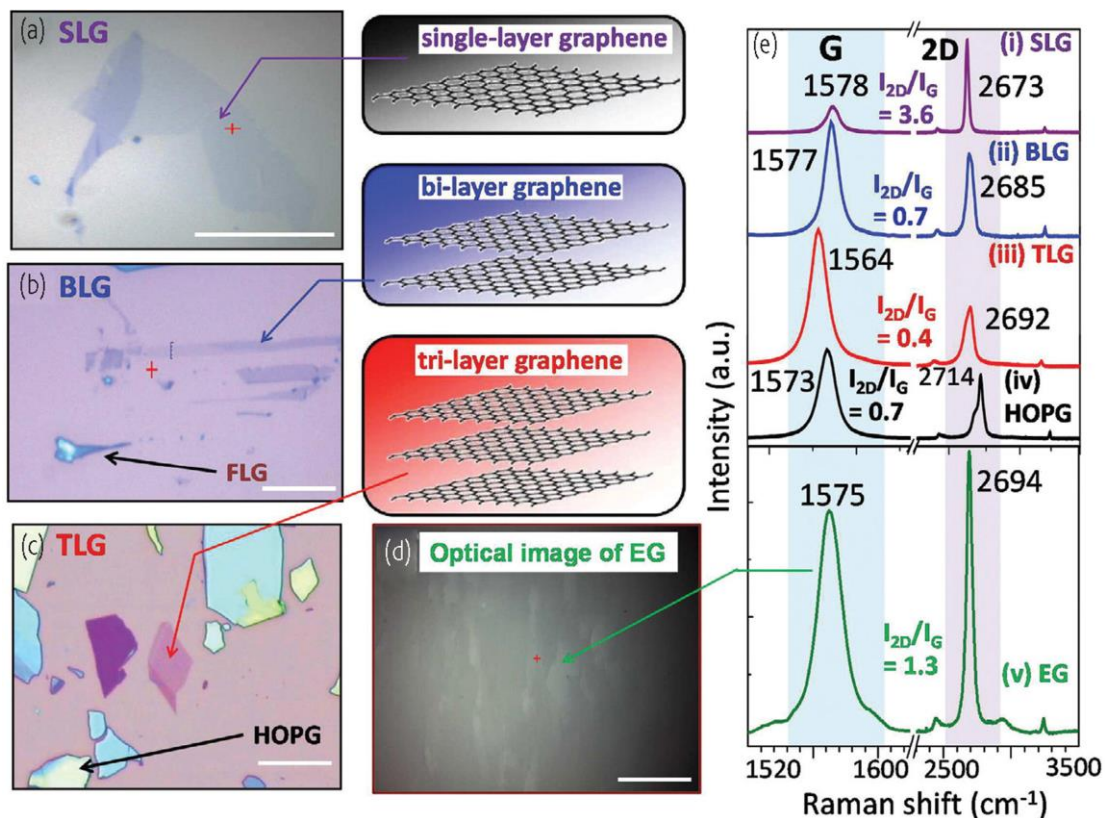 (a) SLG
single-layer graphene
bi-layer graphene
(b) BLG
FLG
tri-layer graphene
(c) TLG
HOPG
(d) Optical image of EG
(e)
G
2D
(i) SLG
1578
I2D/IG
= 3.6
2673
(ii) BLG
1577
I2D/IG
= 0.7
2685
(iii) TLG
1564
I2D/IG
= 0.4
2692
(iv)
HOPG
1573
I2D/IG
= 0.7
2714
1575
2694
I2D/IG
= 1.3
(v) EG
Intensity (a.u.)
1520 1600 2500 3500
Raman shift (cm⁻¹)